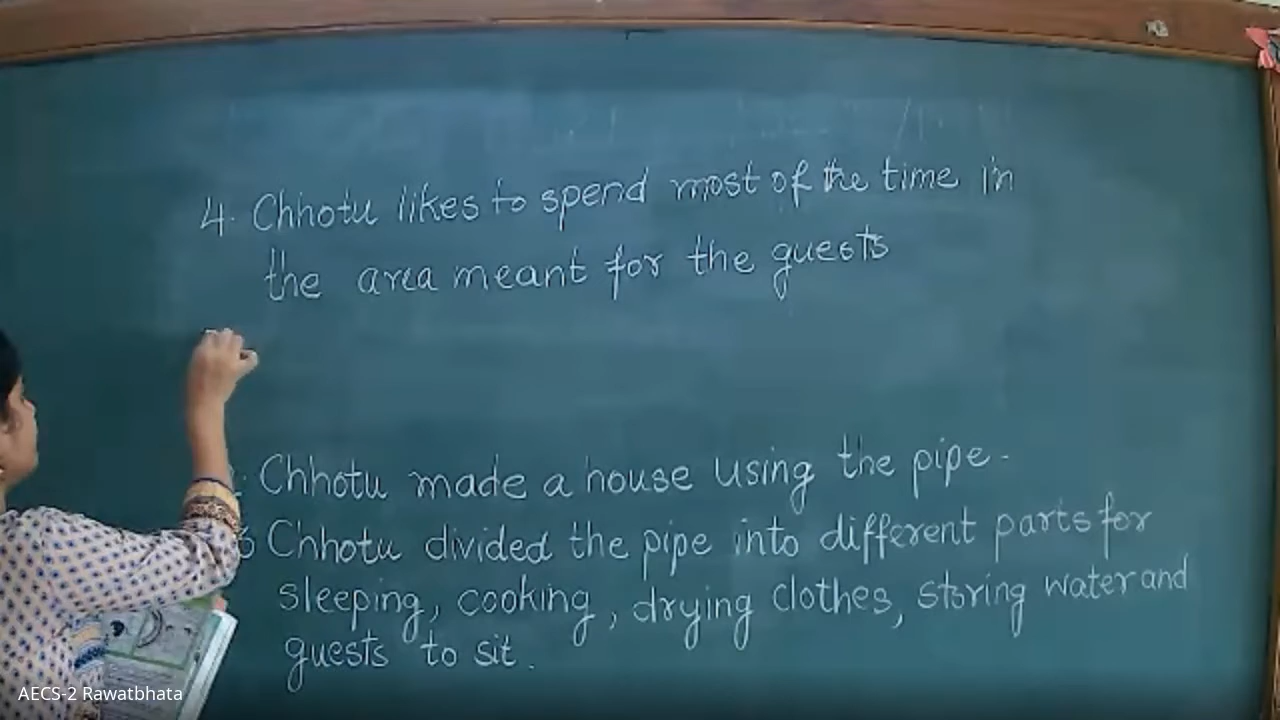 4. Chhotu likes to spend most of the time in
the area meant for the guests
Chhotu made a house using the pipe.
6 Chhotu divided the pipe into different parts for
sleeping, cooking, drying clothes, storing water and
guests to sit.
AECS-2 Rawatbhata